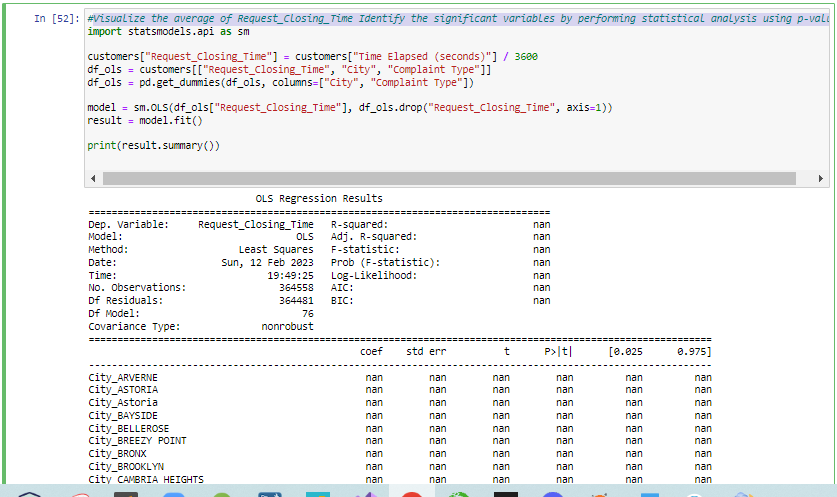 In [52]: #Visualize the average of Request_Closing_Time Identify the significant variables by performing statistical analysis using p-valu
import statsmodels.api as sm
customers["Request_Closing_Time"] = customers["Time Elapsed (seconds)"] / 3600
df_ols = customers[["Request_Closing_Time", "City", "Complaint Type"]]
df_ols = pd.get_dummies(df_ols, columns=["City", "Complaint Type"])
model = sm.OLS(df_ols["Request_Closing_Time"], df_ols.drop("Request_Closing_Time", axis=1))
result = model.fit()
print(result.summary())
OLS Regression Results
==============================================================================
Dep. Variable: Request_Closing_Time R-squared: nan
Model: OLS Adj. R-squared: nan
Method: Least Squares F-statistic: nan
Date: Sun, 12 Feb 2023 Prob (F-statistic): nan
Time: 19:49:25 Log-Likelihood: nan
No. Observations: 364558 AIC: nan
Df Residuals: 364481 BIC: nan
Df Model: 76
Covariance Type: nonrobust
==============================================================================
coef std err t P>|t| [0.025 0.975]
------------------------------------------------------------------------------
City_ARVERNE nan nan nan nan nan nan
City_ASTORIA nan nan nan nan nan nan
City_Astoria nan nan nan nan nan nan
City_BAYSIDE nan nan nan nan nan nan
City_BELLEROSE nan nan nan nan nan nan
City_BREEZY POINT nan nan nan nan nan nan
City_BRONX nan nan nan nan nan nan
City_BROOKLYN nan nan nan nan nan nan
City_CAMBRIA HEIGHTS nan nan nan nan nan nan